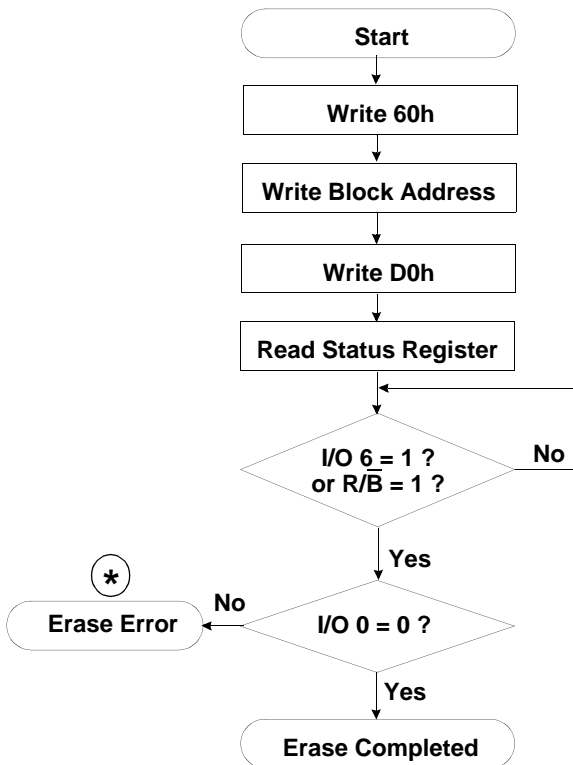 Start
Write 60h
Write Block Address
Write D0h
Read Status Register
I/O 6 = 1 ?
or R/B̅ = 1 ?
No
Yes
*
No
Erase Error
I/O 0 = 0 ?
Yes
Erase Completed